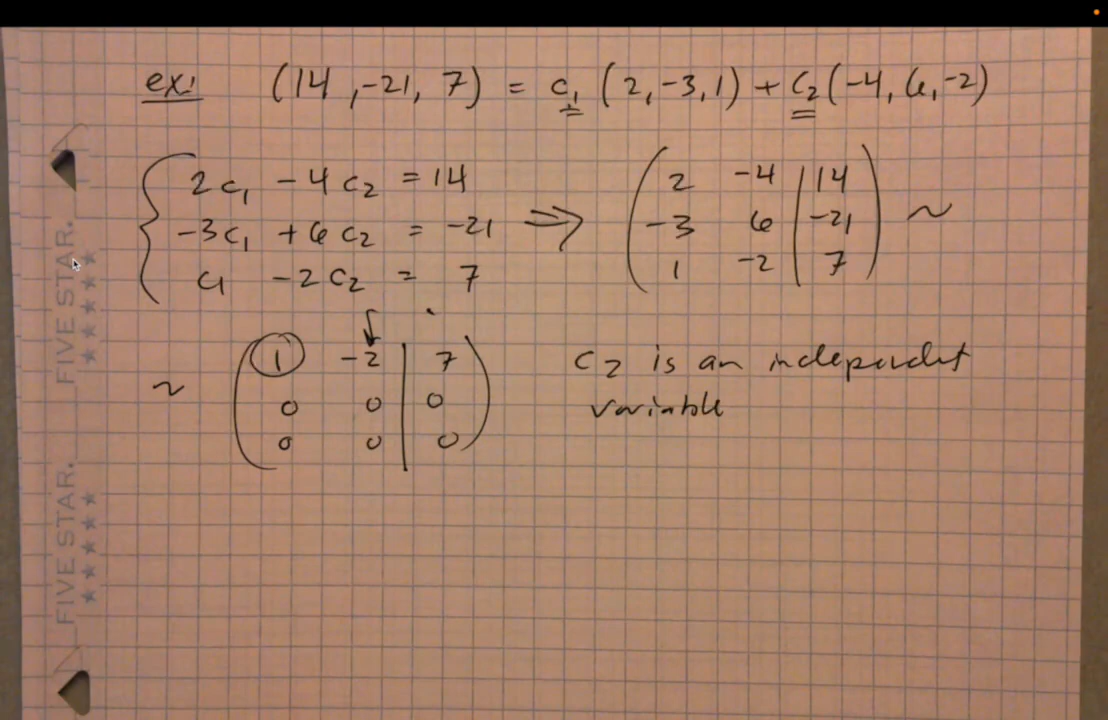 ex: (14, -21, 7) = c₁ (2, -3, 1) + c₂ (-4, 6, -2)
2c₁ - 4c₂ = 14
-3c₁ + 6c₂ = -21
c₁ - 2c₂ = 7
⇒
2 -4 | 14
-3 6 | -21
1 -2 | 7
~
~
1 -2 | 7
0 0 | 0
0 0 | 0
c₂ is an independent
variable
FIVE STAR.
★★★★★
FIVE STAR.
★★★★★